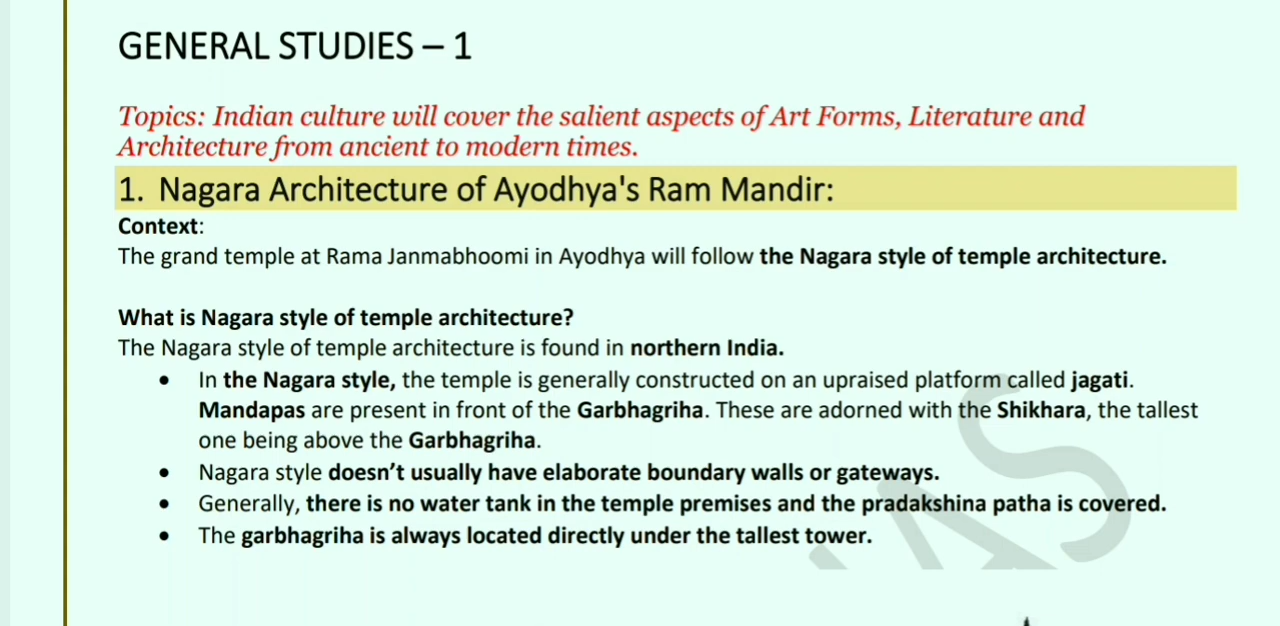 GENERAL STUDIES – 1
Topics: Indian culture will cover the salient aspects of Art Forms, Literature and
Architecture from ancient to modern times.
1. Nagara Architecture of Ayodhya's Ram Mandir:
Context:
The grand temple at Rama Janmabhoomi in Ayodhya will follow the Nagara style of temple architecture.
What is Nagara style of temple architecture?
The Nagara style of temple architecture is found in northern India.
• In the Nagara style, the temple is generally constructed on an upraised platform called jagati.
Mandapas are present in front of the Garbhagriha. These are adorned with the Shikhara, the tallest
one being above the Garbhagriha.
• Nagara style doesn’t usually have elaborate boundary walls or gateways.
• Generally, there is no water tank in the temple premises and the pradakshina patha is covered.
• The garbhagriha is always located directly under the tallest tower.